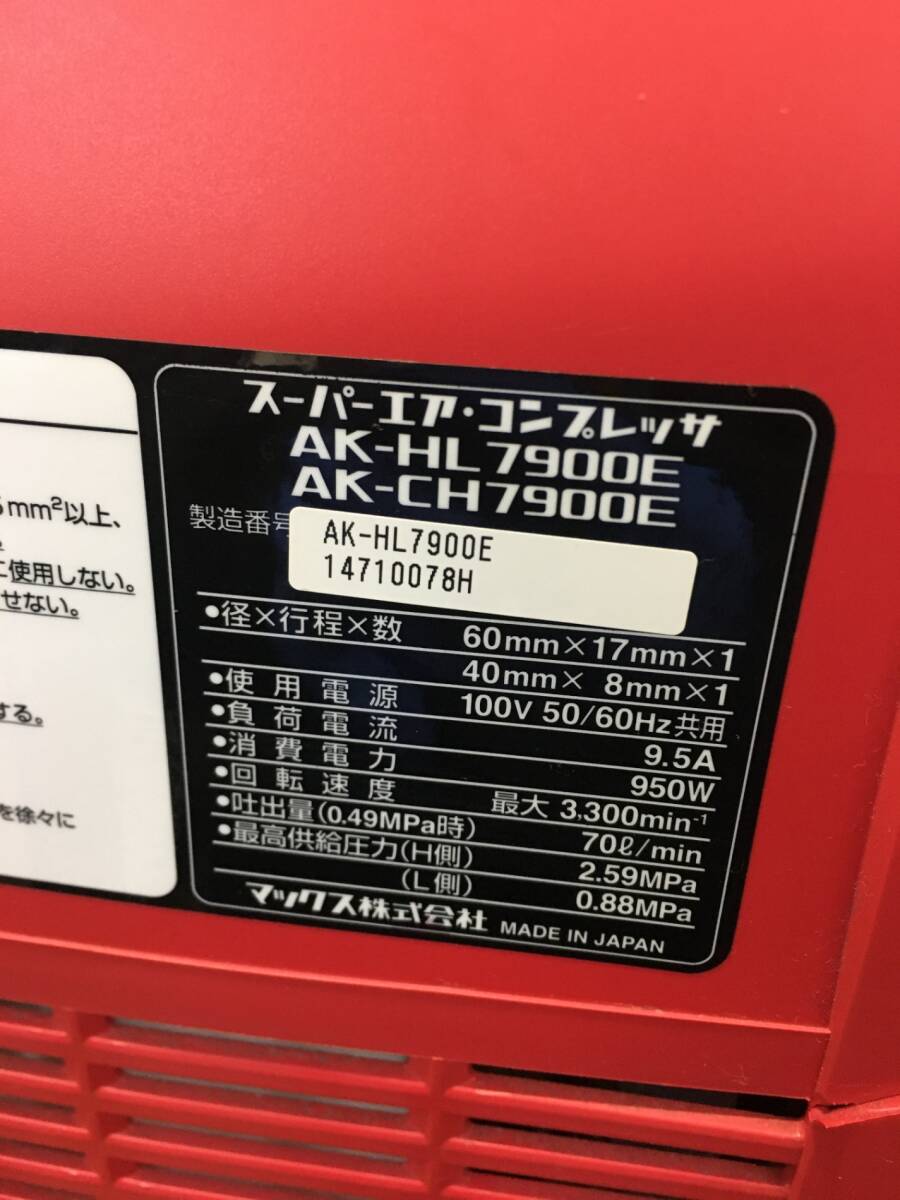 mm²以上、
に使用しない。
せない。
する。
を徐々に
スーパーエア・コンプレッサ
AK-HL7900E
AK-CH7900E
製造番号
AK-HL7900E
14710078H
●径×行程×数 60mm×17mm×1
40mm× 8mm×1
●使用電源 100V 50/60Hz共用
●負荷電流 9.5A
●消費電力 950W
●回転速度 最大 3,300min⁻¹
●吐出量(0.49MPa時) 70ℓ/min
●最高供給圧力(H側) 2.59MPa
(L側) 0.88MPa
マックス株式会社 MADE IN JAPAN